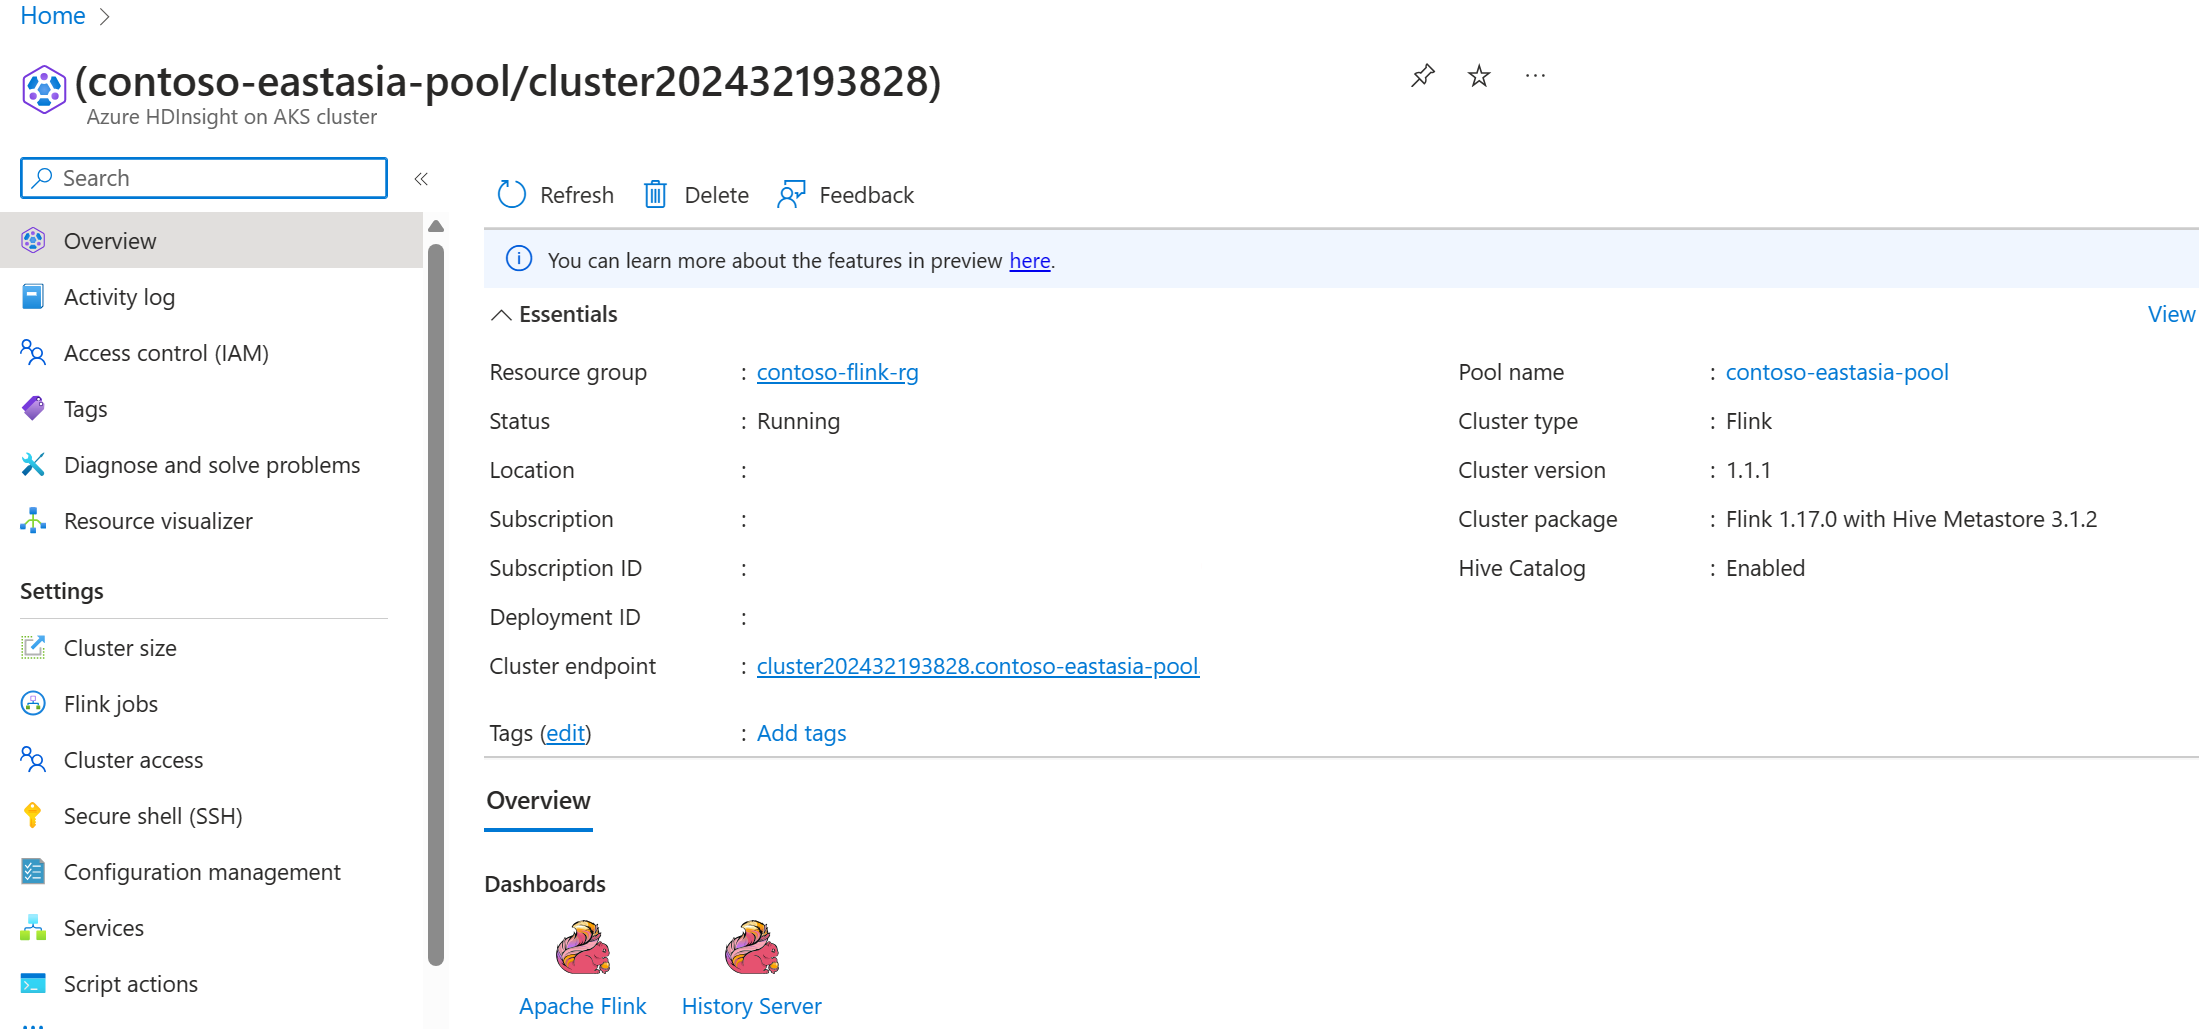 Home
(contoso-eastasia-pool/cluster202432193828)
Azure HDInsight on AKS cluster
Search
Overview
Activity log
Access control (IAM)
Tags
Diagnose and solve problems
Resource visualizer
Settings
Cluster size
Flink jobs
Cluster access
Secure shell (SSH)
Configuration management
Services
Script actions
Refresh Delete Feedback
You can learn more about the features in preview here.
Essentials
View
Resource group : contoso-flink-rg
Status : Running
Location :
Subscription :
Subscription ID :
Deployment ID :
Cluster endpoint : cluster202432193828.contoso-eastasia-pool
Tags (edit) : Add tags
Pool name : contoso-eastasia-pool
Cluster type : Flink
Cluster version : 1.1.1
Cluster package : Flink 1.17.0 with Hive Metastore 3.1.2
Hive Catalog : Enabled
Overview
Dashboards
Apache Flink
History Server